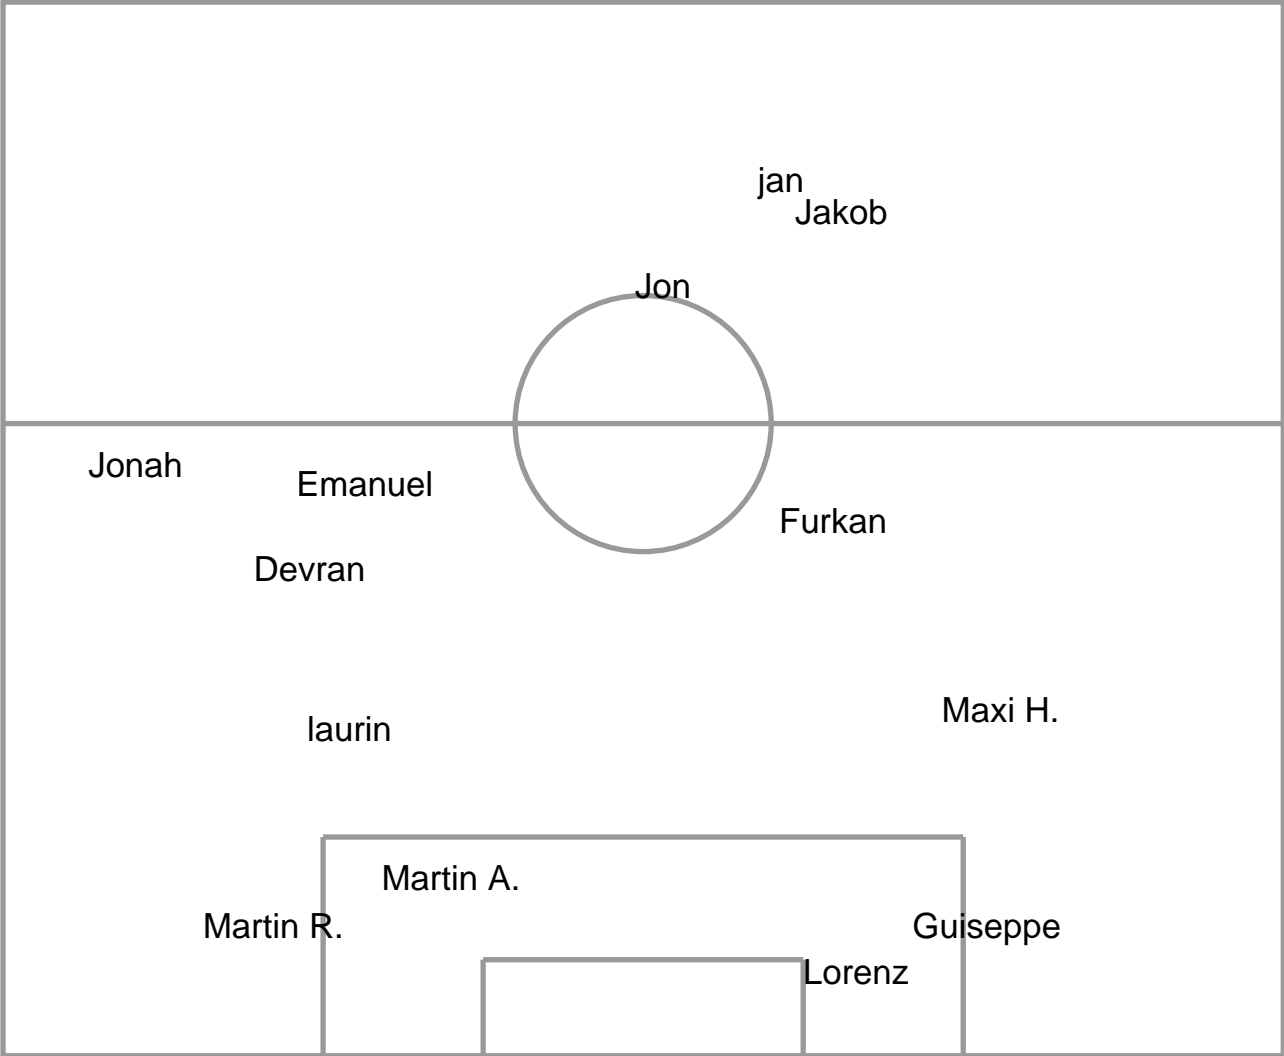 jan
Jakob
Jon
Jonah
Emanuel
Furkan
Devran
Maxi H.
laurin
Martin A.
Martin R.
Guiseppe
Lorenz